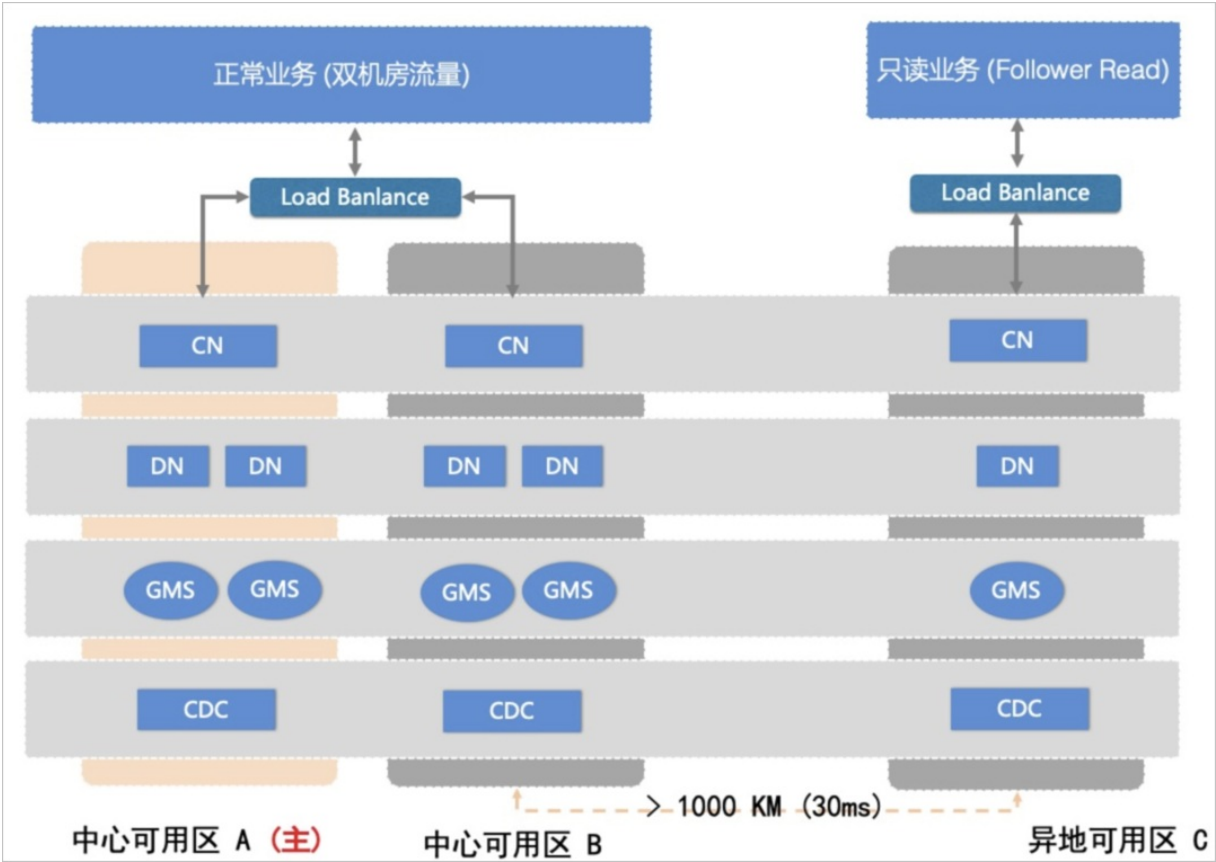 正常业务 (双机房流量)
只读业务 (Follower Read)
Load Banlance
Load Banlance
CN
CN
CN
DN DN
DN DN
DN
GMS GMS
GMS GMS
GMS
CDC
CDC
CDC
> 1000 KM (30ms)
中心可用区 A (主)
中心可用区 B
异地可用区 C